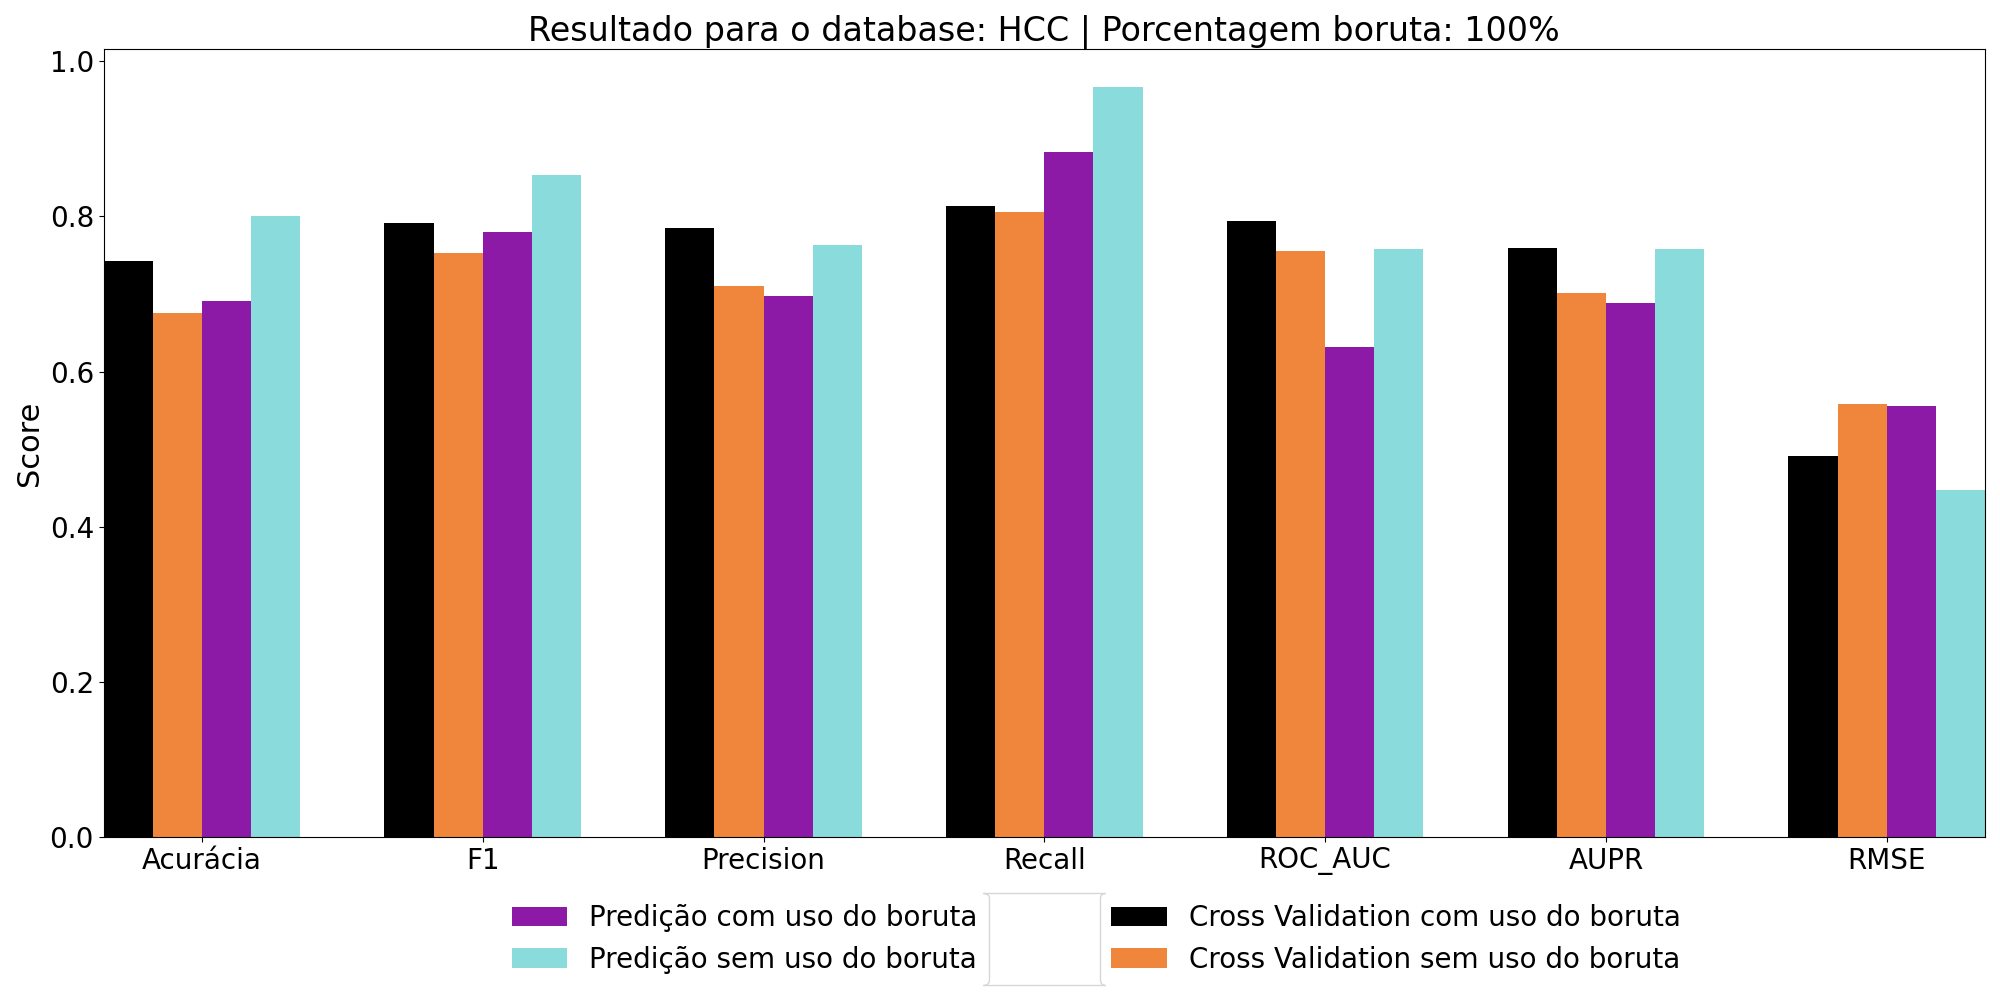 Resultado para o database: HCC | Porcentagem boruta: 100%
1.0
0.8
0.6
0.4
0.2
0.0
Score
Acurácia
F1
Precision
Recall
ROC_AUC
AUPR
RMSE
Predição com uso do boruta
Predição sem uso do boruta
Cross Validation com uso do boruta
Cross Validation sem uso do boruta